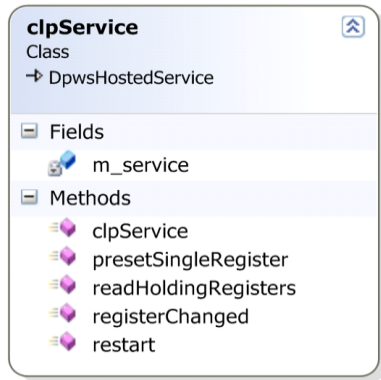 clpService
Class
DpwsHostedService
Fields
m_service
Methods
clpService
presetSingleRegister
readHoldingRegisters
registerChanged
restart